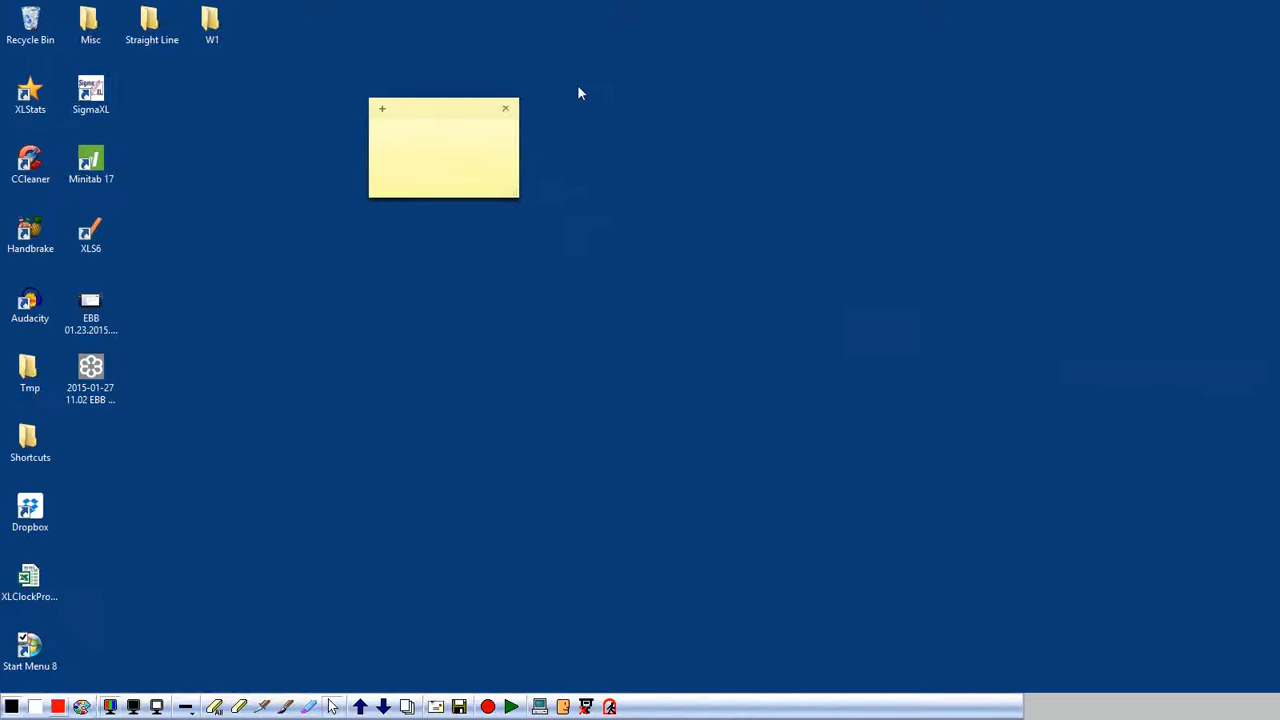 Recycle Bin
Misc
Straight Line
W1
XLStats
SigmaXL
CCleaner
Minitab 17
Handbrake
XLS6
Audacity
EBB
01.23.2015....
Tmp
2015-01-27
11.02 EBB ...
Shortcuts
Dropbox
XLClockPro...
Start Menu 8